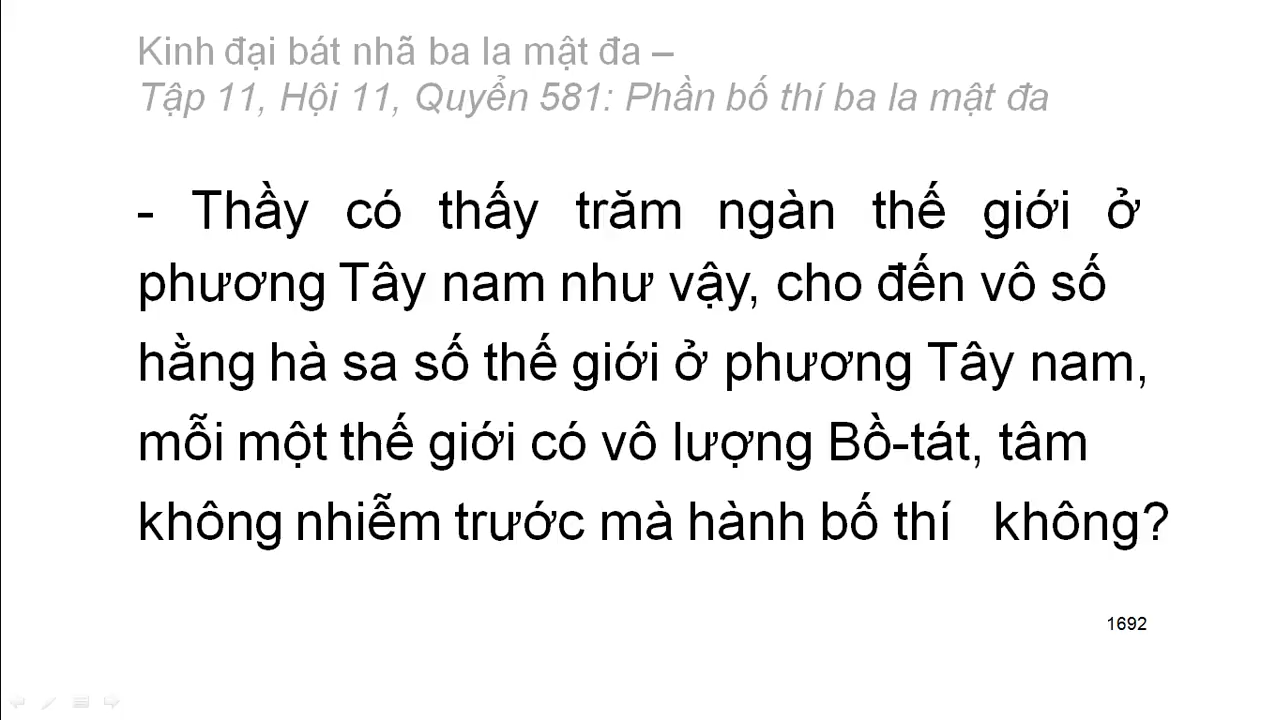 Kinh đại bát nhã ba la mật đa –
Tập 11, Hội 11, Quyển 581: Phần bố thí ba la mật đa
- Thầy có thấy trăm ngàn thế giới ở
phương Tây nam như vậy, cho đến vô số
hằng hà sa số thế giới ở phương Tây nam,
mỗi một thế giới có vô lượng Bồ-tát, tâm
không nhiễm trước mà hành bố thí không?
1692